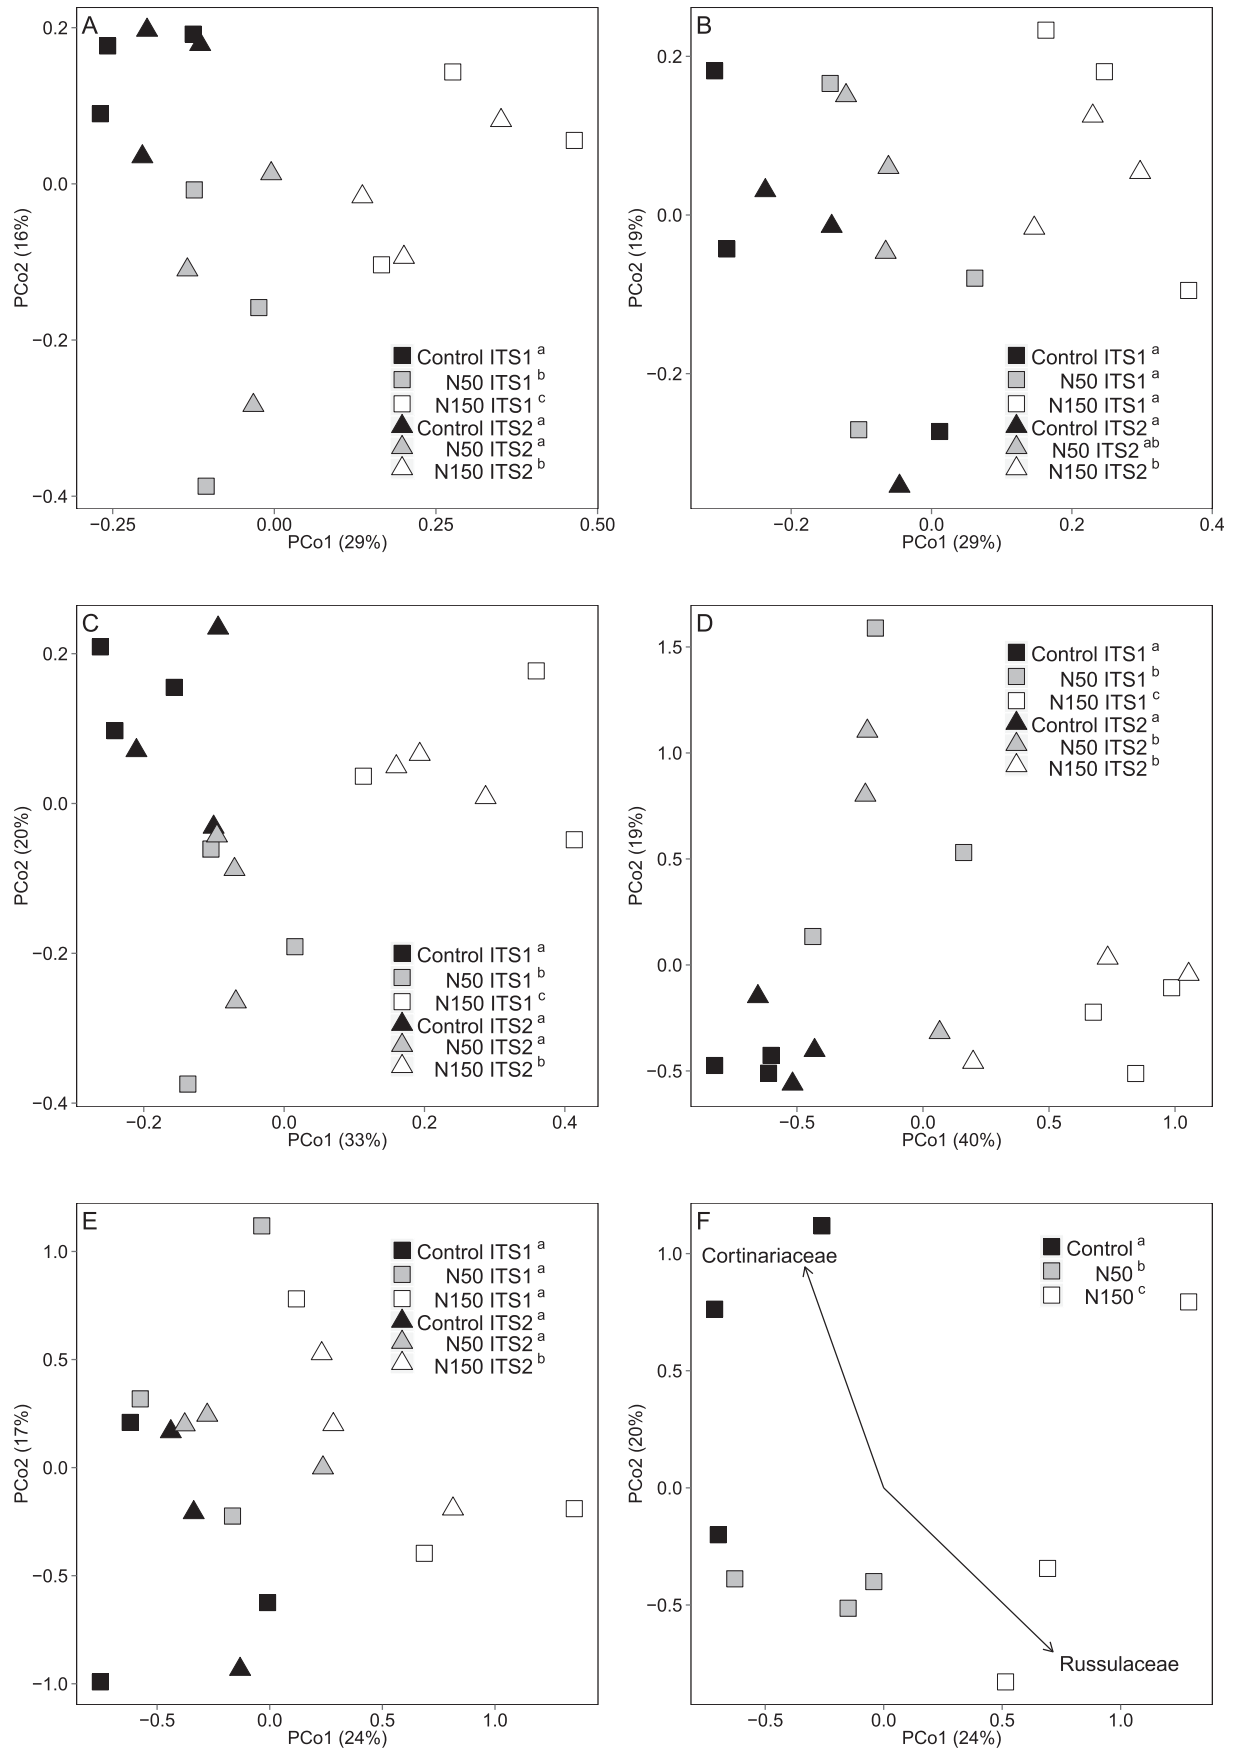 A
0.2
0.0
−0.2
−0.4
PCo2 (16%)
−0.25
0.00
0.25
0.50
PCo1 (29%)
Control ITS1 a
N50 ITS1 b
N150 ITS1 c
Control ITS2 a
N50 ITS2 a
N150 ITS2 b
B
0.2
0.0
−0.2
PCo2 (19%)
−0.2
0.0
0.2
0.4
PCo1 (29%)
Control ITS1 a
N50 ITS1 a
N150 ITS1 a
Control ITS2 a
N50 ITS2 ab
N150 ITS2 b
C
0.2
0.0
−0.2
−0.4
PCo2 (20%)
−0.2
0.0
0.2
0.4
PCo1 (33%)
Control ITS1 a
N50 ITS1 b
N150 ITS1 c
Control ITS2 a
N50 ITS2 a
N150 ITS2 b
D
1.5
1.0
0.5
0.0
−0.5
PCo2 (19%)
−0.5
0.0
0.5
1.0
PCo1 (40%)
Control ITS1 a
N50 ITS1 b
N150 ITS1 c
Control ITS2 a
N50 ITS2 b
N150 ITS2 b
E
1.0
0.5
0.0
−0.5
−1.0
PCo2 (17%)
−0.5
0.0
0.5
1.0
PCo1 (24%)
Control ITS1 a
N50 ITS1 a
N150 ITS1 a
Control ITS2 a
N50 ITS2 a
N150 ITS2 b
F
1.0
0.5
0.0
−0.5
PCo2 (20%)
−0.5
0.0
0.5
1.0
PCo1 (24%)
Control a
N50 b
N150 c
Cortinariaceae
Russulaceae